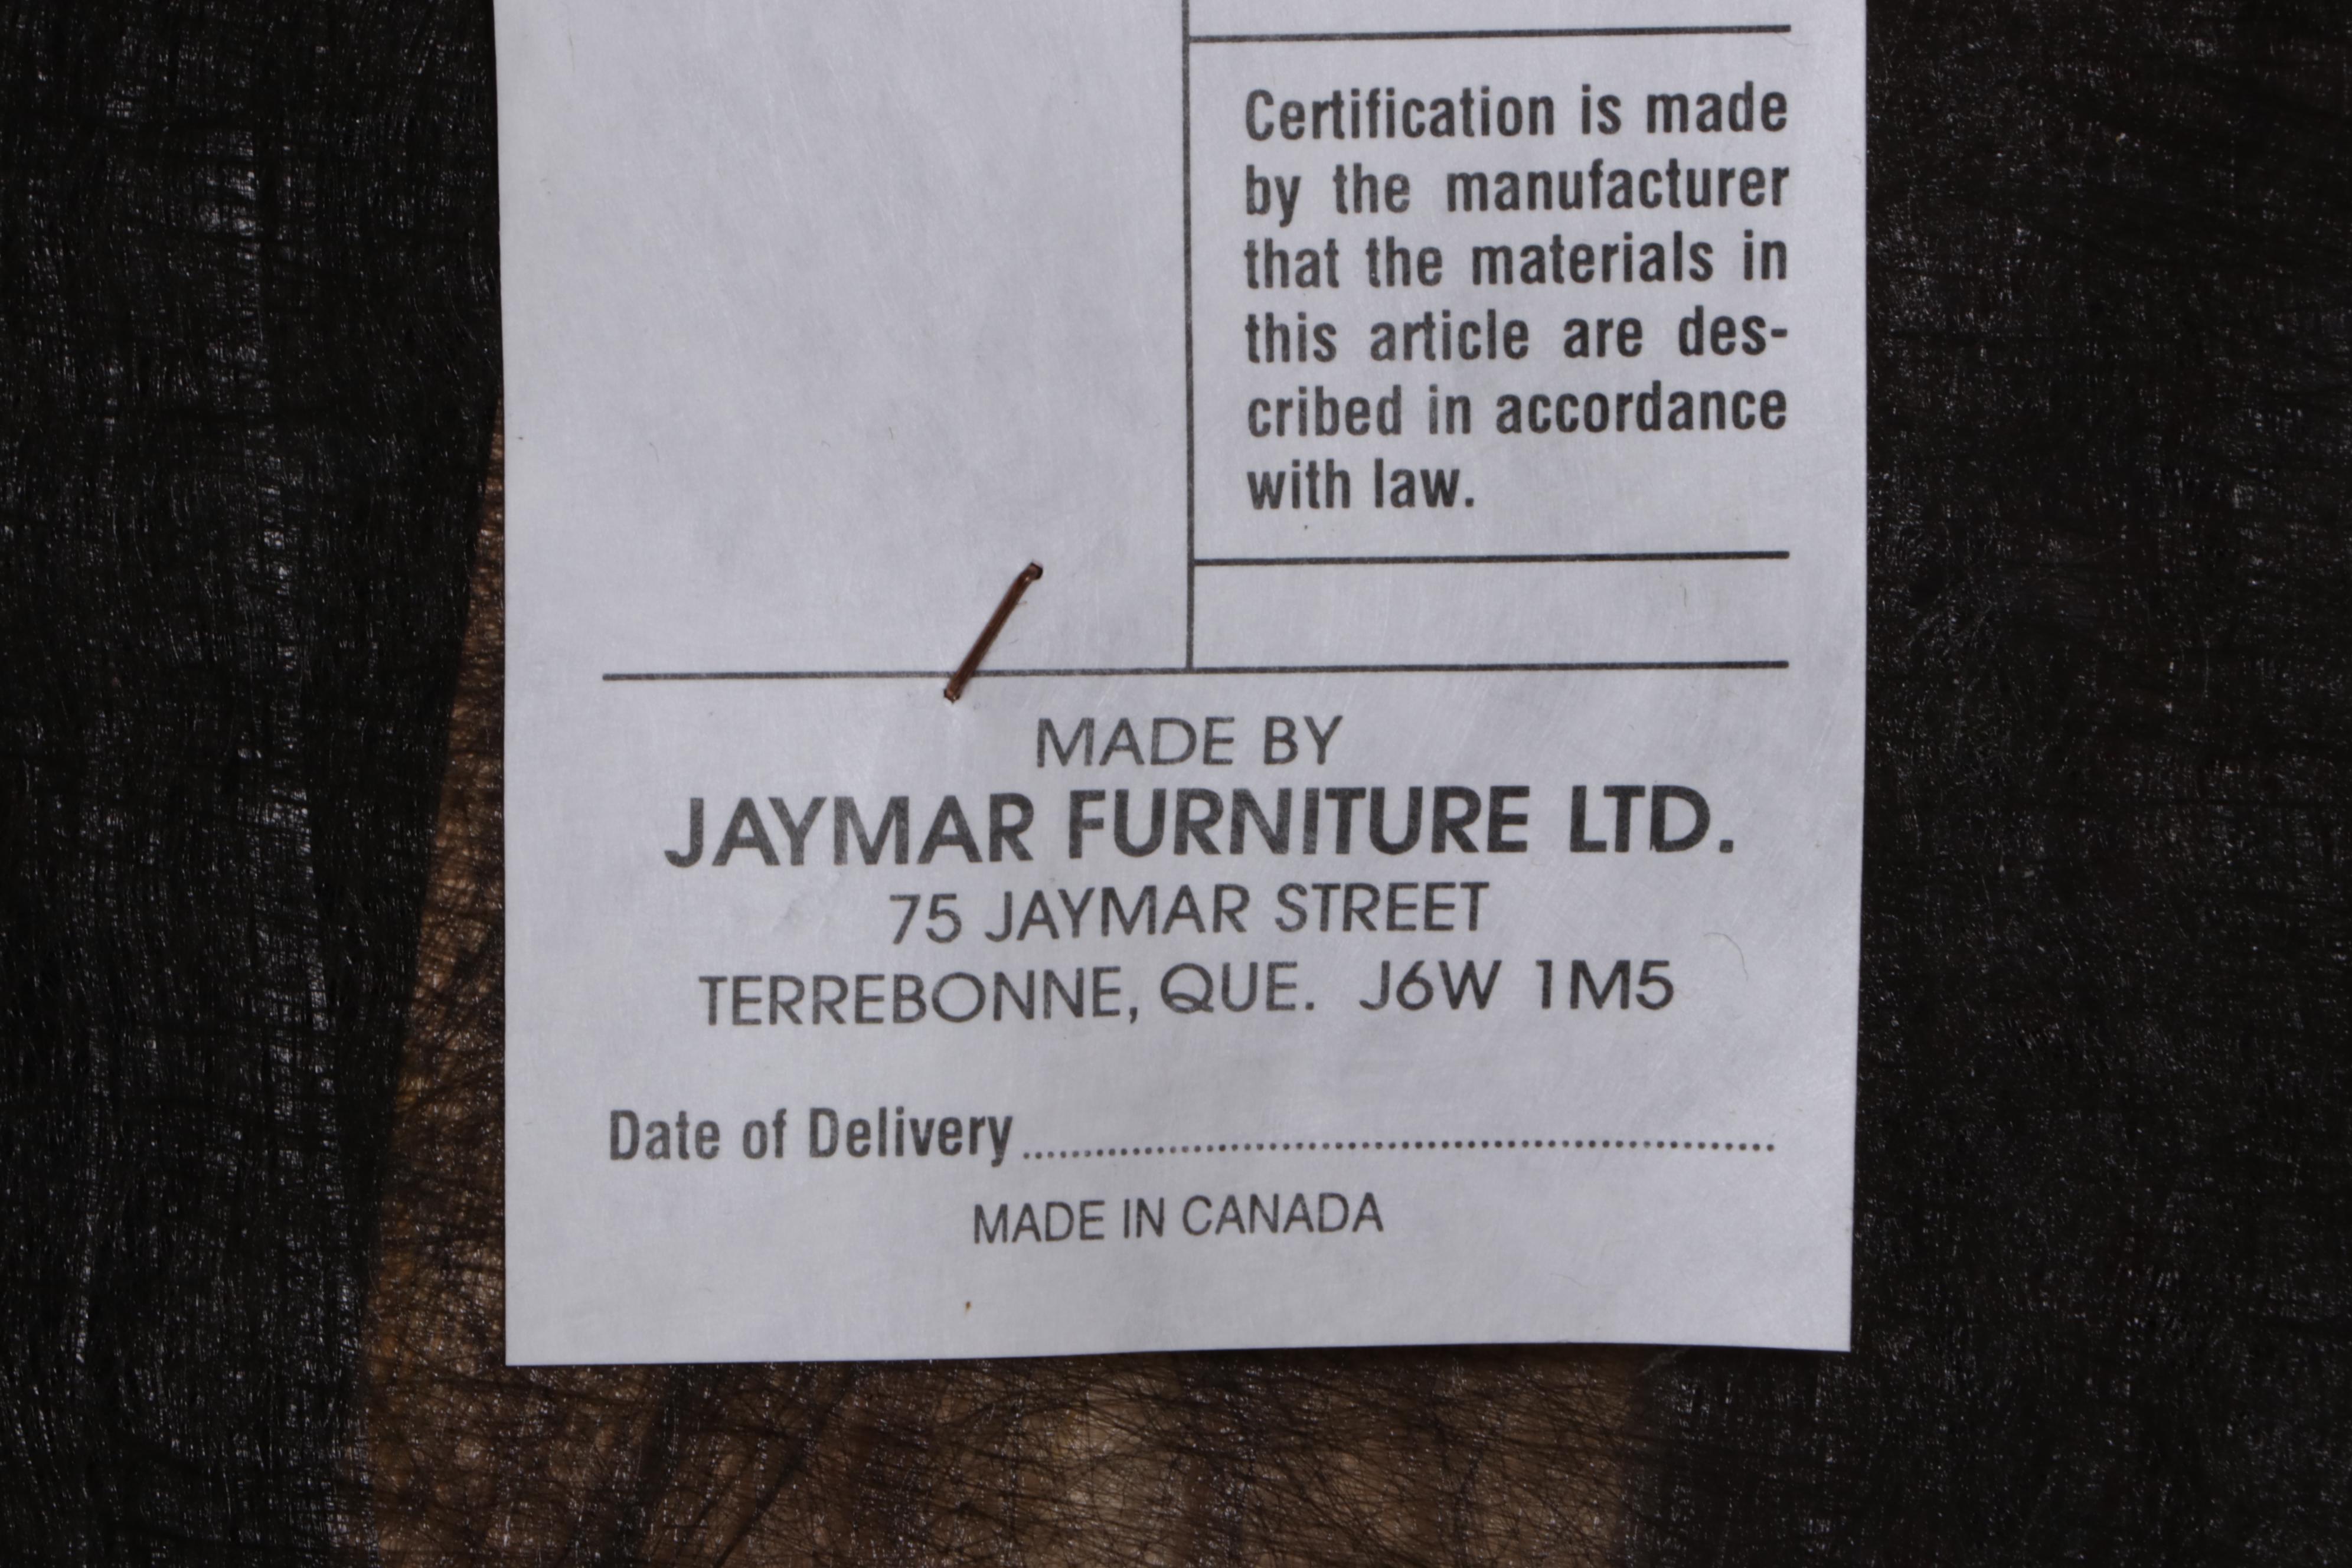 Certification is made
by the manufacturer
that the materials in
this article are des-
cribed in accordance
with law.
MADE BY
JAYMAR FURNITURE LTD.
75 JAYMAR STREET
TERREBONNE, QUE. J6W 1M5
Date of Delivery..............................................................
MADE IN CANADA